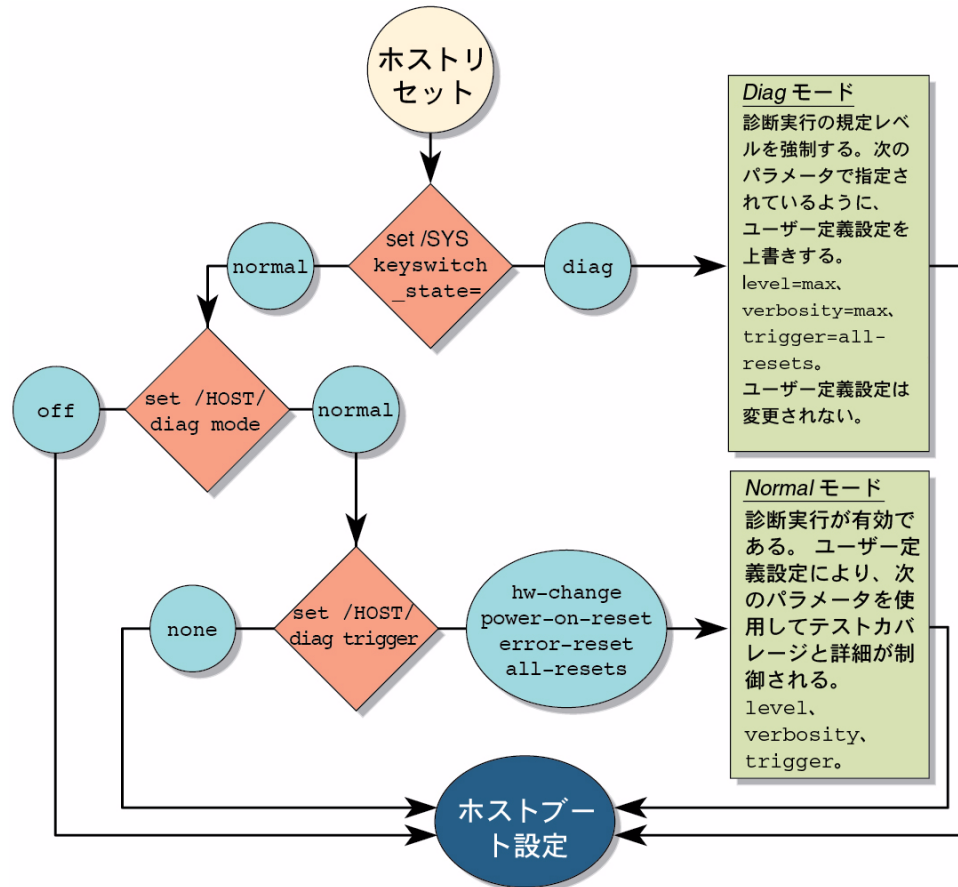 ホストリ
セット
set /SYS
keyswitch
_state=
normal
diag
Diag モード
診断実行の規定レベ
ルを強制する。次の
パラメータで指定さ
れているように、
ユーザー定義設定を
上書きする。
level=max、
verbosity=max、
trigger=all-
resets。
ユーザー定義設定は
変更されない。
off
set /HOST/
diag mode
normal
none
set /HOST/
diag trigger
hw-change
power-on-reset
error-reset
all-resets
Normal モード
診断実行が有効で
ある。 ユーザー定
義設定により、次
のパラメータを使
用してテストカバ
レージと詳細が制
御される。
level、
verbosity、
trigger。
ホストブー
ト設定